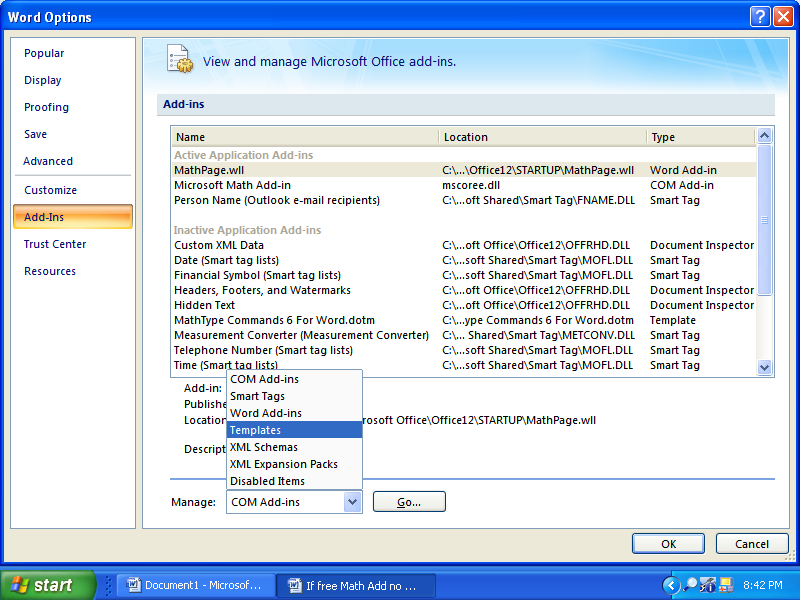 Word Options
Popular
Display
Proofing
Save
Advanced
Customize
Add-Ins
Trust Center
Resources
View and manage Microsoft Office add-ins.
Add-ins
Name Location Type
Active Application Add-ins
MathPage.wll C:\...\Office12\STARTUP\MathPage.wll Word Add-in
Microsoft Math Add-in mscoree.dll COM Add-in
Person Name (Outlook e-mail recipients) C:\...oft Shared\Smart Tag\FNAME.DLL Smart Tag
Inactive Application Add-ins
Custom XML Data C:\...oft Office\Office12\OFFRHD.DLL Document Inspector
Date (Smart tag lists) C:\...soft Shared\Smart Tag\MOFL.DLL Smart Tag
Financial Symbol (Smart tag lists) C:\...soft Shared\Smart Tag\MOFL.DLL Smart Tag
Headers, Footers, and Watermarks C:\...oft Office\Office12\OFFRHD.DLL Document Inspector
Hidden Text C:\...oft Office\Office12\OFFRHD.DLL Document Inspector
MathType Commands 6 For Word.dotm C:\...ype Commands 6 For Word.dotm Template
Measurement Converter (Measurement Converter) C:\... Shared\Smart Tag\METCONV.DLL Smart Tag
Telephone Number (Smart tag lists) C:\...soft Shared\Smart Tag\MOFL.DLL Smart Tag
Time (Smart tag lists) C:\...soft Shared\Smart Tag\MOFL.DLL Smart Tag
Add-in:
Publishe
Location rosoft Office\Office12\STARTUP\MathPage.wll
Descript
COM Add-ins
Smart Tags
Word Add-ins
Templates
XML Schemas
XML Expansion Packs
Disabled Items
Manage: COM Add-ins Go...
OK Cancel
start Document1 - Microsof... If free Math Add no ... 8:42 PM